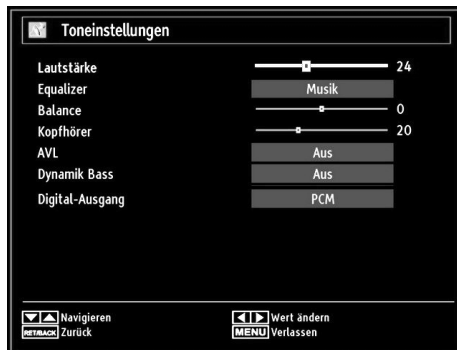 Toneinstellungen
Lautstärke 24
Equalizer Musik
Balance 0
Kopfhörer 20
AVL Aus
Dynamik Bass Aus
Digital-Ausgang PCM
Navigieren Wert ändern
RET/BACK Zurück MENU Verlassen